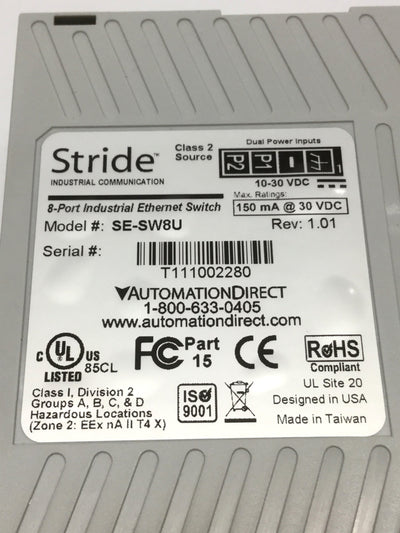 Stride™
INDUSTRIAL COMMUNICATION
Class 2
Source
Dual Power Inputs
P2 P1
10-30 VDC
Max. Ratings:
150 mA @ 30 VDC
8-Port Industrial Ethernet Switch
Model #: SE-SW8U
Rev: 1.01
Serial #:
T111002280
AUTOMATIONDIRECT
1-800-633-0405
www.automationdirect.com
C UL US
LISTED
85CL
FC Part
15
CE
RoHS
Compliant
Class I, Division 2
Groups A, B, C, & D
Hazardous Locations
(Zone 2: EEx nA II T4 X)
ISO
9001
UL Site 20
Designed in USA
Made in Taiwan